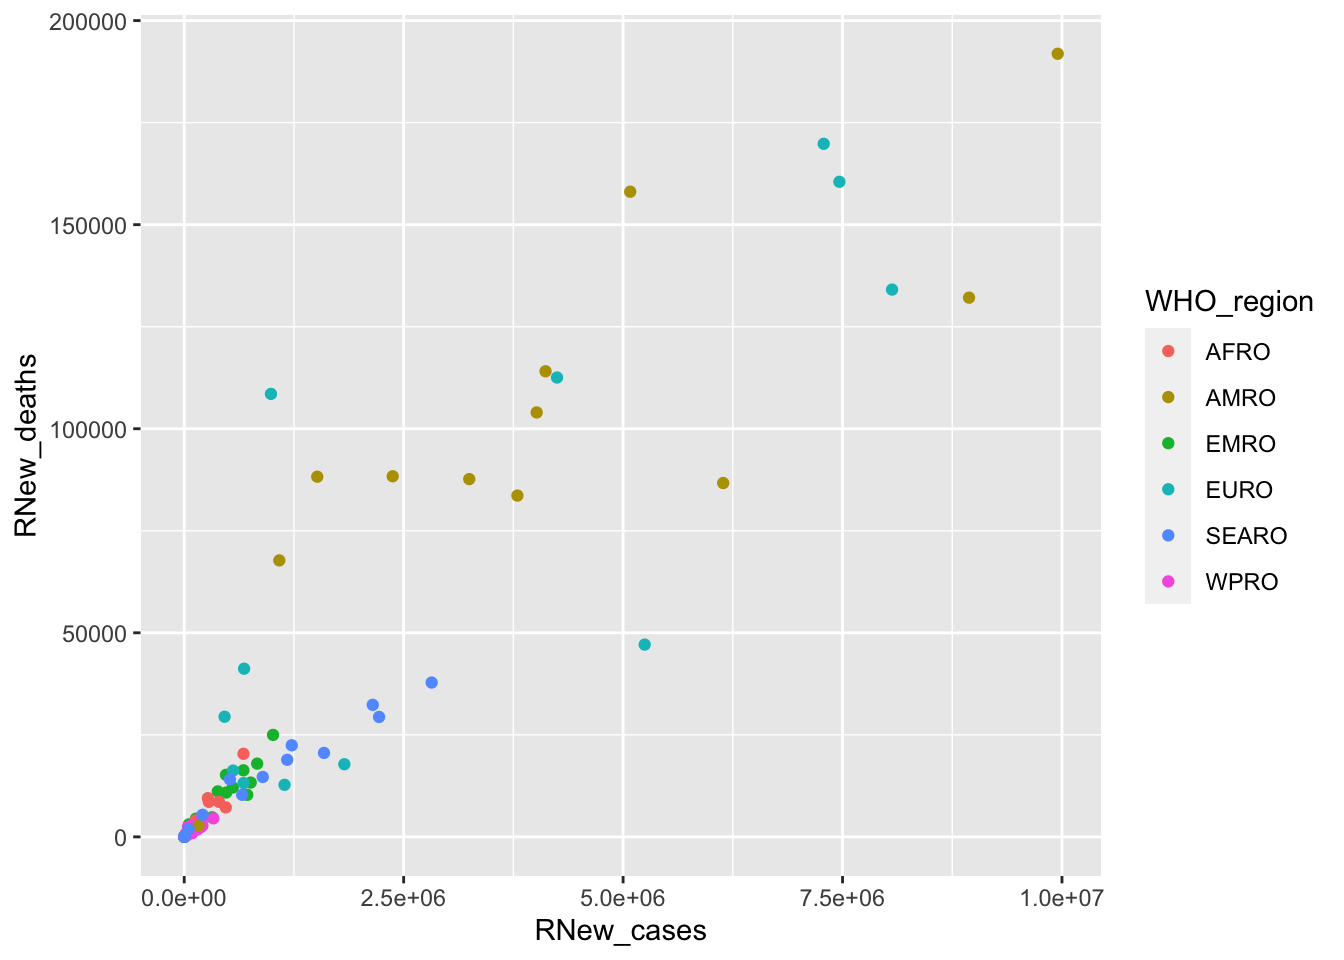 200000
150000
100000
50000
0
RNew_deaths
0.0e+00 2.5e+06 5.0e+06 7.5e+06 1.0e+07
RNew_cases
WHO_region
AFRO
AMRO
EMRO
EURO
SEARO
WPRO